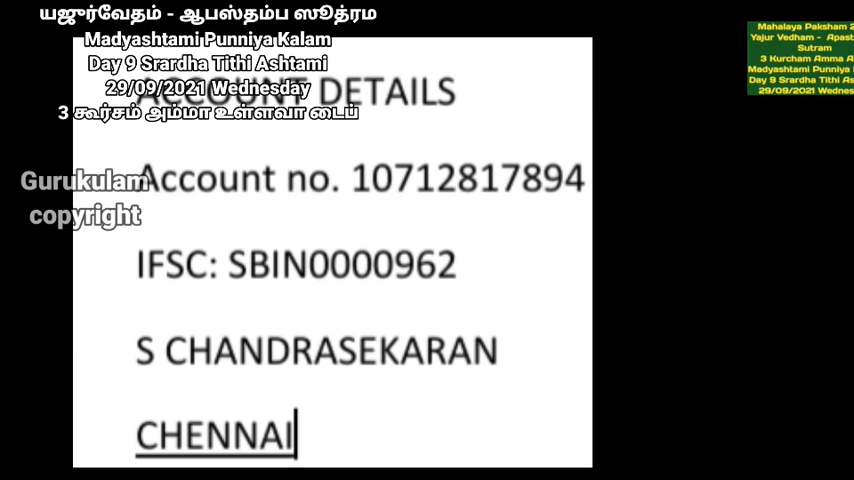 யஜுர்வேதம் - ஆபஸ்தம்ப ஸூத்ரம
Madyashtami Punniya Kalam
Day 9 Srardha Tithi Ashtami
29/09/2021 Wednesday
3 கூர்சம் அம்மா உள்ளவா டைப்
ACCOUNT DETAILS
Gurukulam
copyright
Account no. 10712817894
IFSC: SBIN0000962
S CHANDRASEKARAN
CHENNAI
Mahalaya Paksham 2
Yajur Vedham - Apast
Sutram
3 Kurcham Amma A
Madyashtami Punniya
Day 9 Srardha Tithi As
29/09/2021 Wednes